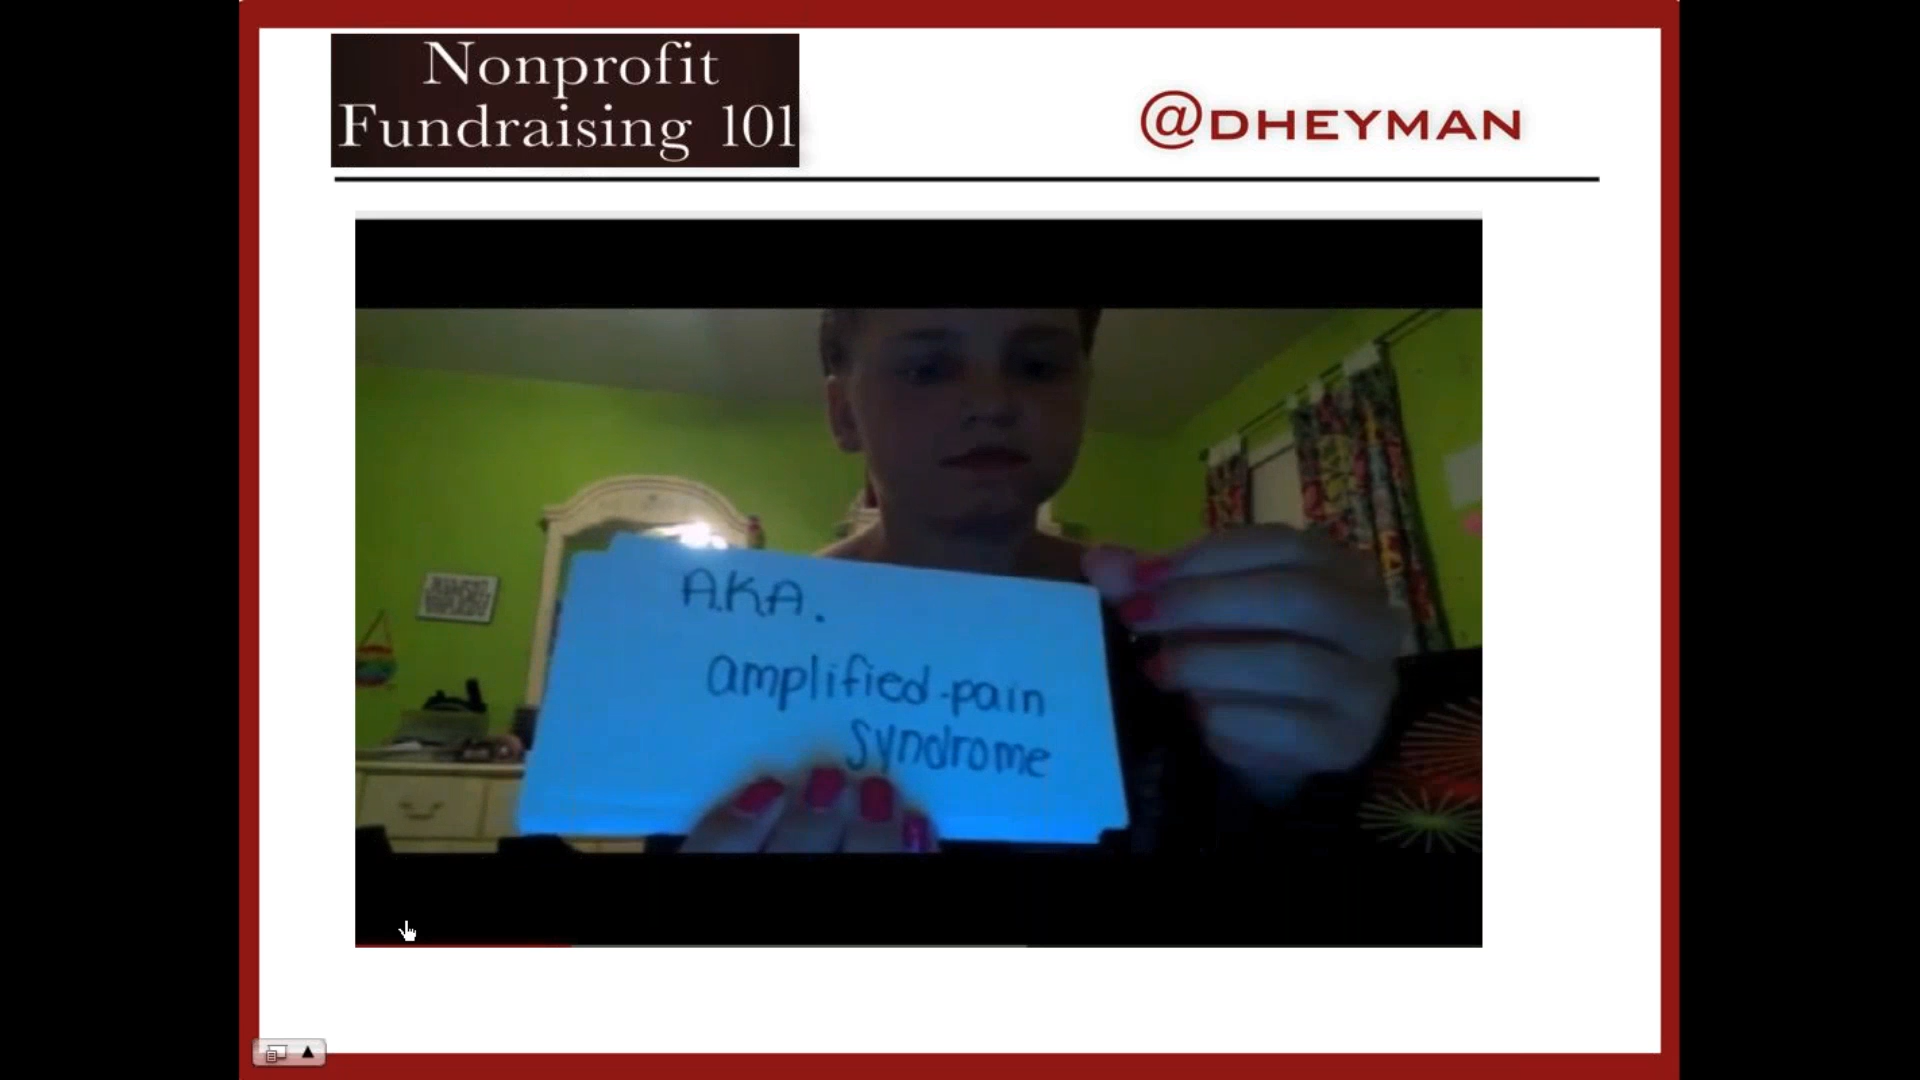 Nonprofit
Fundraising 101
@DHEYMAN
A.K.A.
amplified-pain
syndrome